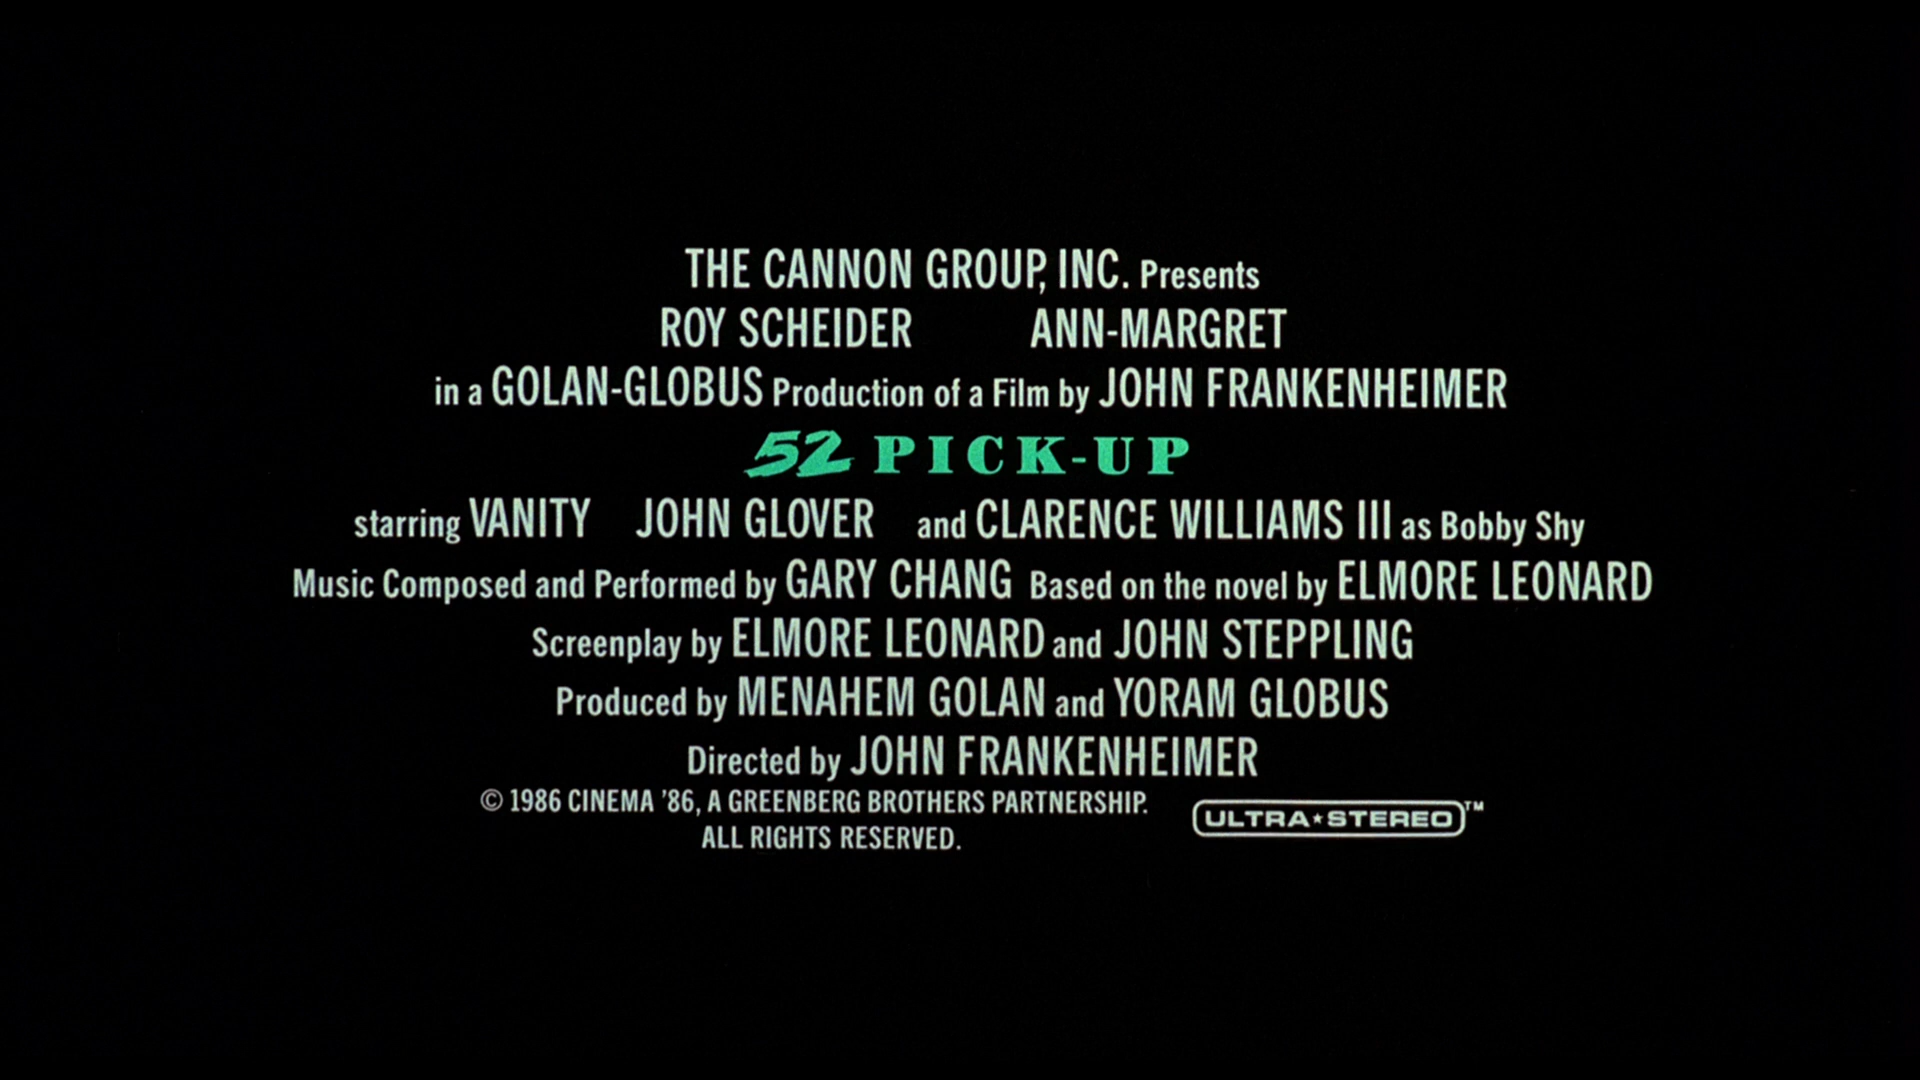 THE CANNON GROUP, INC. Presents
ROY SCHEIDER ANN-MARGRET
in a GOLAN-GLOBUS Production of a Film by JOHN FRANKENHEIMER
52 PICK-UP
starring VANITY JOHN GLOVER and CLARENCE WILLIAMS III as Bobby Shy
Music Composed and Performed by GARY CHANG Based on the novel by ELMORE LEONARD
Screenplay by ELMORE LEONARD and JOHN STEPPLING
Produced by MENAHEM GOLAN and YORAM GLOBUS
Directed by JOHN FRANKENHEIMER
© 1986 CINEMA '86, A GREENBERG BROTHERS PARTNERSHIP.
ALL RIGHTS RESERVED.
ULTRA★STEREO™